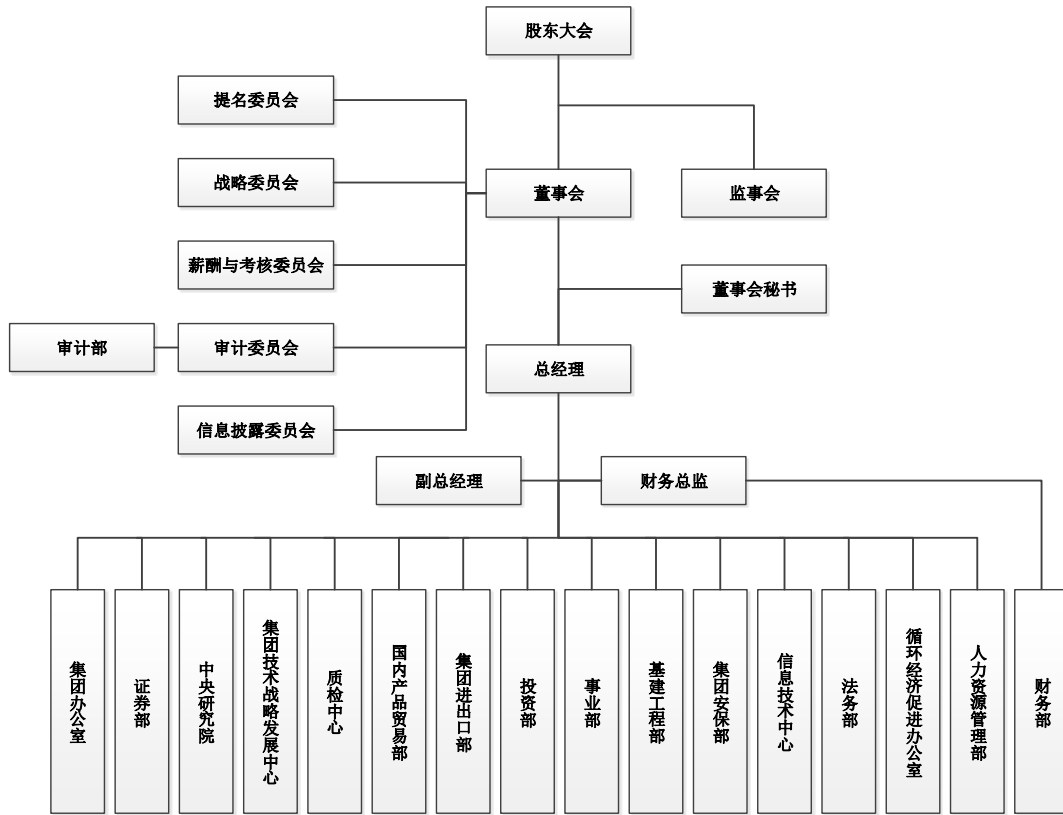 股东大会
提名委员会
战略委员会
董事会
监事会
薪酬与考核委员会
董事会秘书
审计部
审计委员会
总经理
信息披露委员会
副总经理
财务总监
集团办公室
证券部
中央研究院
集团技术战略发展中心
质检中心
国内产品贸易部
集团进出口部
投资部
事业部
基建工程部
集团安保部
信息技术中心
法务部
循环经济促进办公室
人力资源管理部
财务部